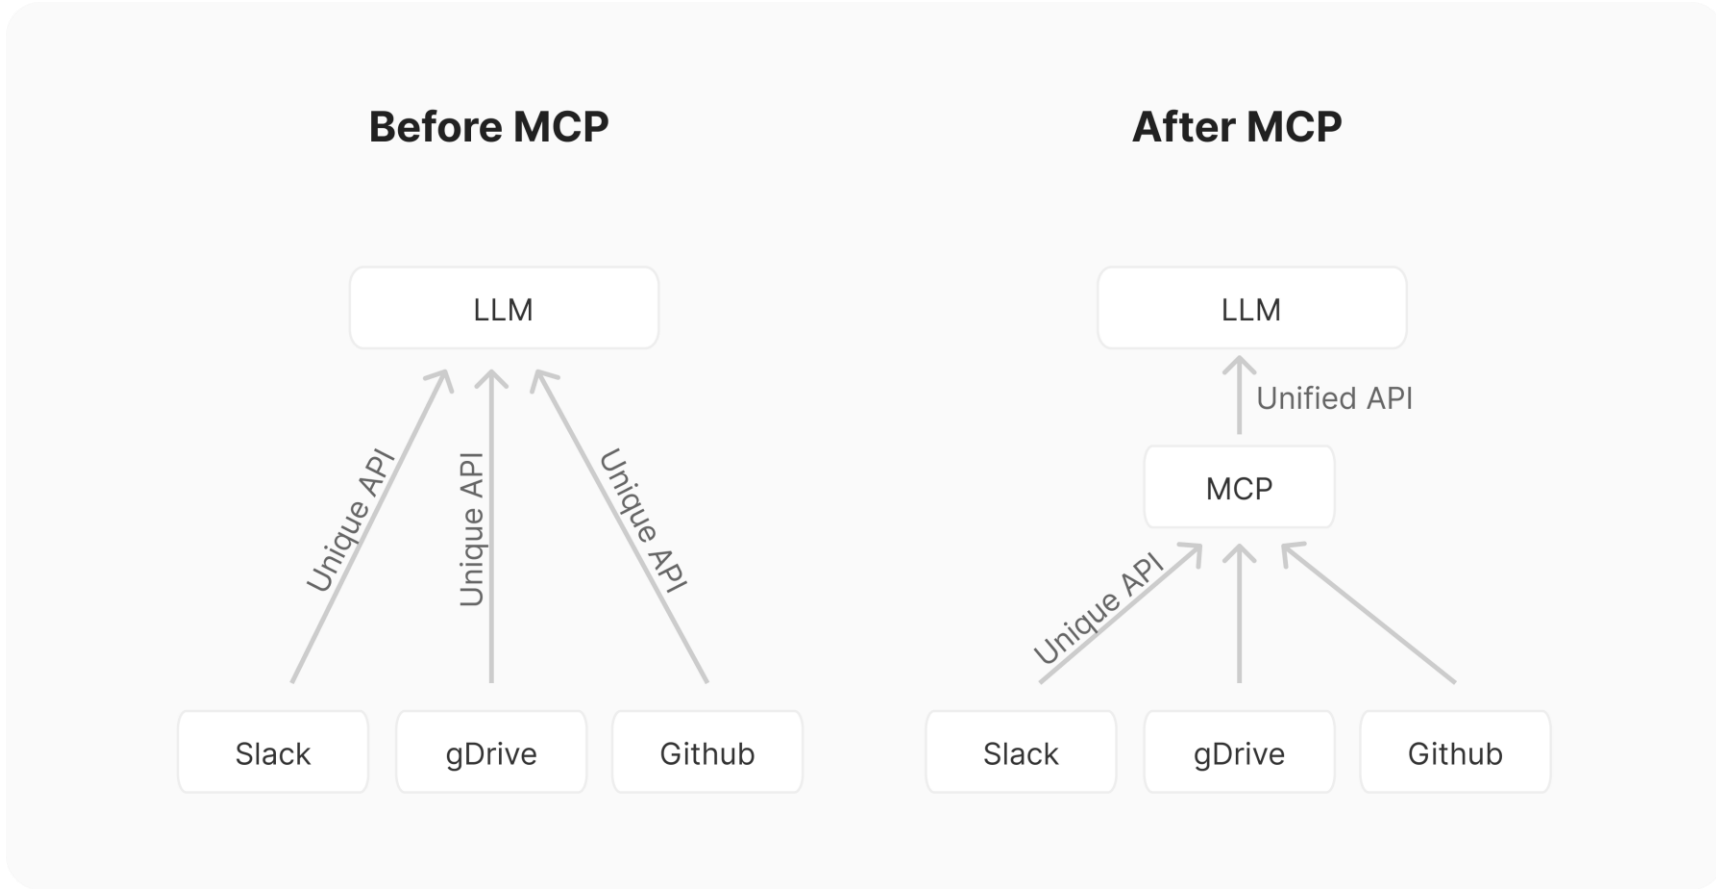 Before MCP
LLM
Unique API
Unique API
Unique API
Slack
gDrive
Github
After MCP
LLM
Unified API
MCP
Unique API
Slack
gDrive
Github